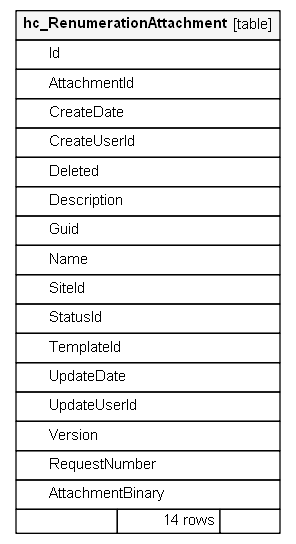 hc_RenumerationAttachment [table]
Id
AttachmentId
CreateDate
CreateUserId
Deleted
Description
Guid
Name
SiteId
StatusId
TemplateId
UpdateDate
UpdateUserId
Version
RequestNumber
AttachmentBinary
14 rows